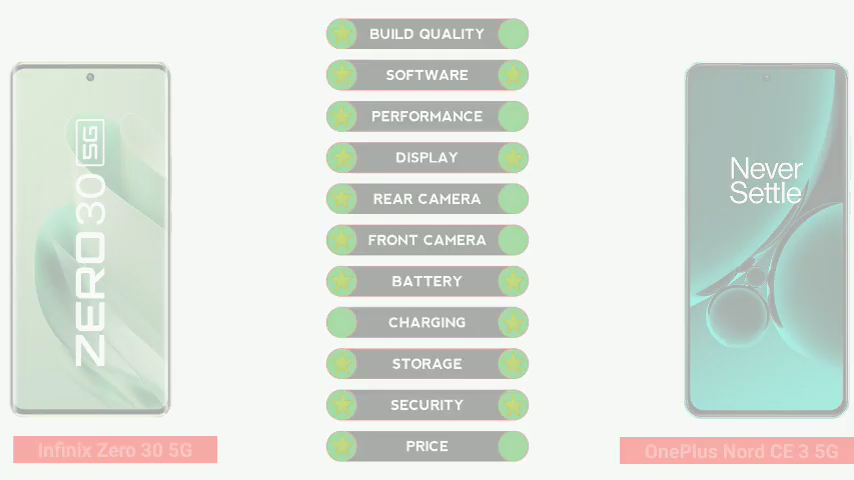 BUILD QUALITY
SOFTWARE
PERFORMANCE
DISPLAY
REAR CAMERA
FRONT CAMERA
BATTERY
CHARGING
STORAGE
SECURITY
PRICE
ZERO 30 5G
Infinix Zero 30 5G
Never
Settle
OnePlus Nord CE 3 5G